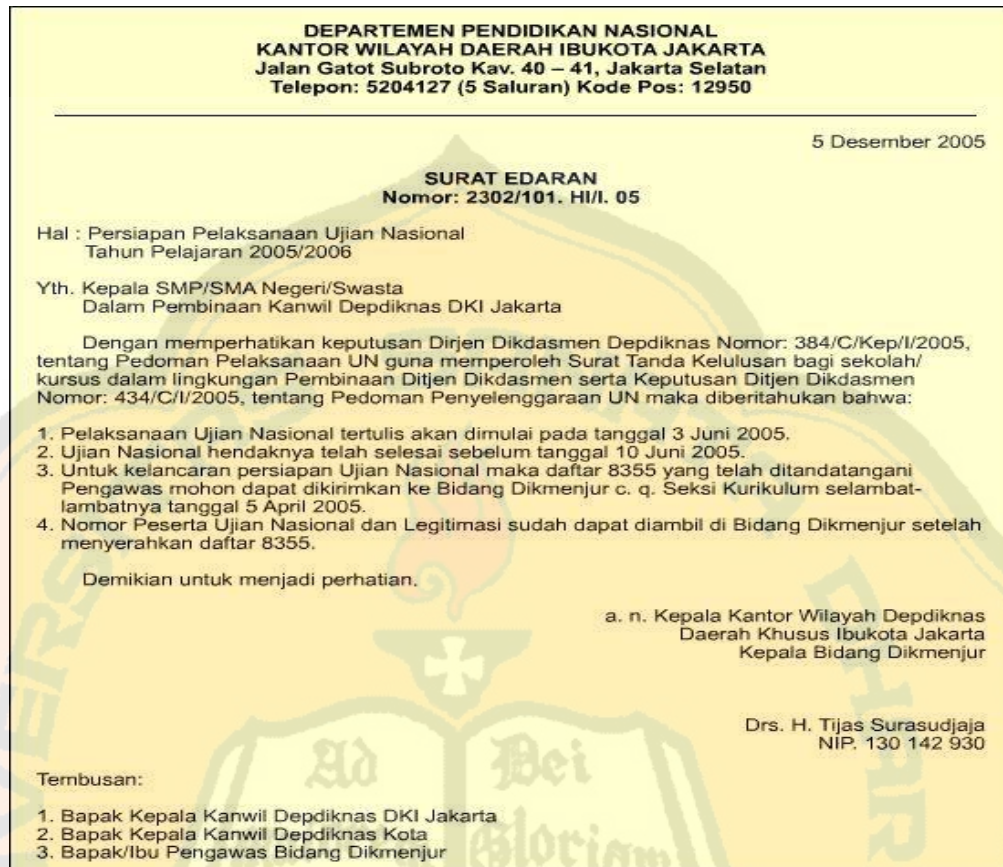 DEPARTEMEN PENDIDIKAN NASIONAL
KANTOR WILAYAH DAERAH IBUKOTA JAKARTA
Jalan Gatot Subroto Kav. 40 – 41, Jakarta Selatan
Telepon: 5204127 (5 Saluran) Kode Pos: 12950
5 Desember 2005
SURAT EDARAN
Nomor: 2302/101. HI/I. 05
Hal : Persiapan Pelaksanaan Ujian Nasional
Tahun Pelajaran 2005/2006
Yth. Kepala SMP/SMA Negeri/Swasta
Dalam Pembinaan Kanwil Depdiknas DKI Jakarta
Dengan memperhatikan keputusan Dirjen Dikdasmen Depdiknas Nomor: 384/C/Kep/I/2005,
tentang Pedoman Pelaksanaan UN guna memperoleh Surat Tanda Kelulusan bagi sekolah/
kursus dalam lingkungan Pembinaan Ditjen Dikdasmen serta Keputusan Ditjen Dikdasmen
Nomor: 434/C/I/2005, tentang Pedoman Penyelenggaraan UN maka diberitahukan bahwa:
1. Pelaksanaan Ujian Nasional tertulis akan dimulai pada tanggal 3 Juni 2005.
2. Ujian Nasional hendaknya telah selesai sebelum tanggal 10 Juni 2005.
3. Untuk kelancaran persiapan Ujian Nasional maka daftar 8355 yang telah ditandatangani
Pengawas mohon dapat dikirimkan ke Bidang Dikmenjur c. q. Seksi Kurikulum selambat-
lambatnya tanggal 5 April 2005.
4. Nomor Peserta Ujian Nasional dan Legitimasi sudah dapat diambil di Bidang Dikmenjur setelah
menyerahkan daftar 8355.
Demikian untuk menjadi perhatian.
a. n. Kepala Kantor Wilayah Depdiknas
Daerah Khusus Ibukota Jakarta
Kepala Bidang Dikmenjur
Drs. H. Tijas Surasudjaja
NIP. 130 142 930
Tembusan:
1. Bapak Kepala Kanwil Depdiknas DKI Jakarta
2. Bapak Kepala Kanwil Depdiknas Kota
3. Bapak/Ibu Pengawas Bidang Dikmenjur
Ad Dei
Gloriam